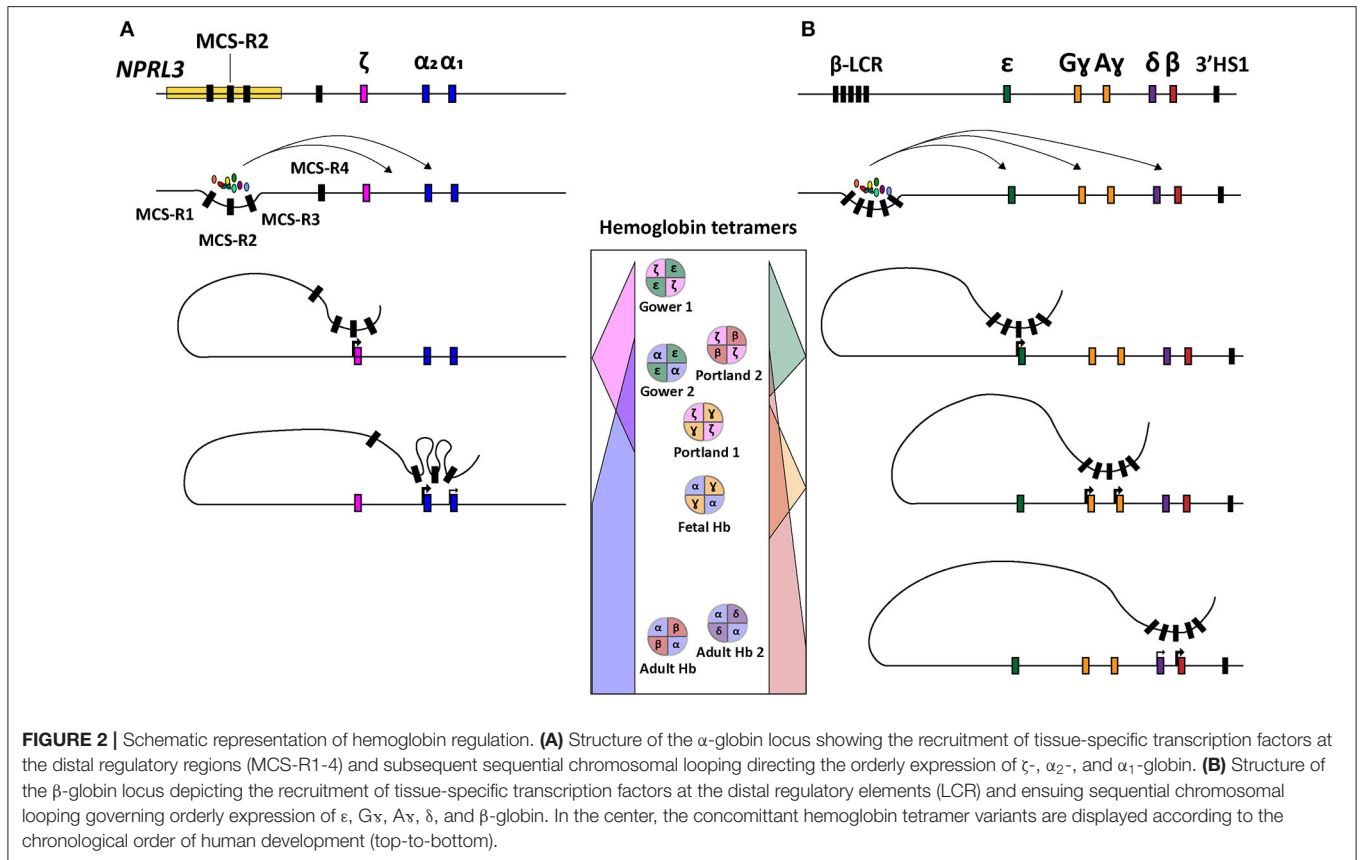 A
MCS-R2
NPRL3
ζ
α₂ α₁
MCS-R4
MCS-R1
MCS-R3
MCS-R2
B
β-LCR
ε
Gɣ Aɣ
δ β
3'HS1
Hemoglobin tetramers
ζ ε
ε ζ
Gower 1
ζ β
β ζ
Portland 2
α ε
ε α
Gower 2
ζ ɣ
ɣ ζ
Portland 1
α ɣ
ɣ α
Fetal Hb
α δ
δ α
Adult Hb 2
α β
β α
Adult Hb
FIGURE 2 | Schematic representation of hemoglobin regulation. (A) Structure of the α-globin locus showing the recruitment of tissue-specific transcription factors at
the distal regulatory regions (MCS-R1-4) and subsequent sequential chromosomal looping directing the orderly expression of ζ-, α₂-, and α₁-globin. (B) Structure of
the β-globin locus depicting the recruitment of tissue-specific transcription factors at the distal regulatory elements (LCR) and ensuing sequential chromosomal
looping governing orderly expression of ε, Gɤ, Aɤ, δ, and β-globin. In the center, the concomittant hemoglobin tetramer variants are displayed according to the
chronological order of human development (top-to-bottom).